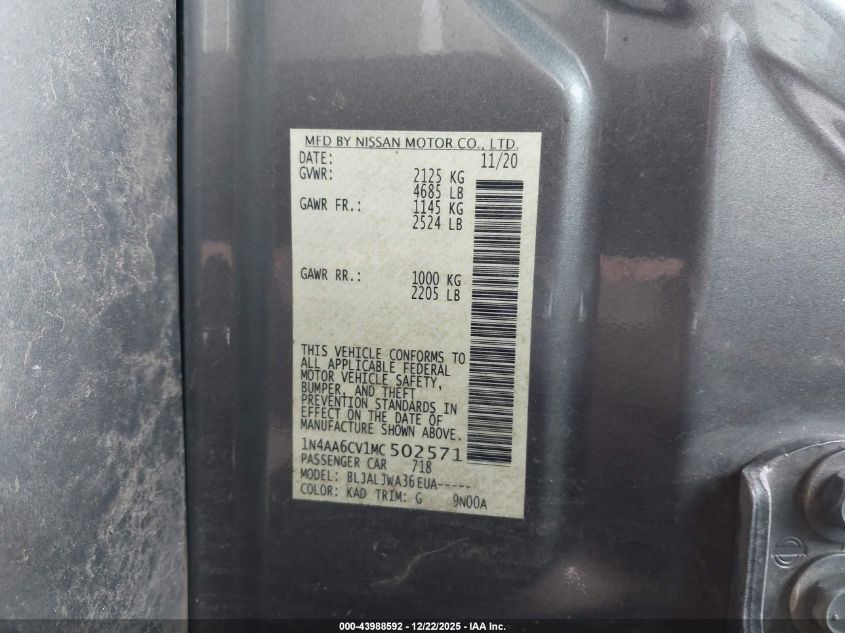 MFD BY NISSAN MOTOR CO., LTD.
DATE: 11/20
GVWR: 2125 KG
4685 LB
GAWR FR.: 1145 KG
2524 LB
GAWR RR.: 1000 KG
2205 LB
THIS VEHICLE CONFORMS TO
ALL APPLICABLE FEDERAL
MOTOR VEHICLE SAFETY,
BUMPER, AND THEFT
PREVENTION STANDARDS IN
EFFECT ON THE DATE OF
MANUFACTURE SHOWN ABOVE.
1N4AA6CV1MC502571
PASSENGER CAR 718
MODEL: BLJALJWA36EUA-----
COLOR: KAD TRIM: G 9N00A
000-43988592 - 12/22/2025 - IAA Inc.